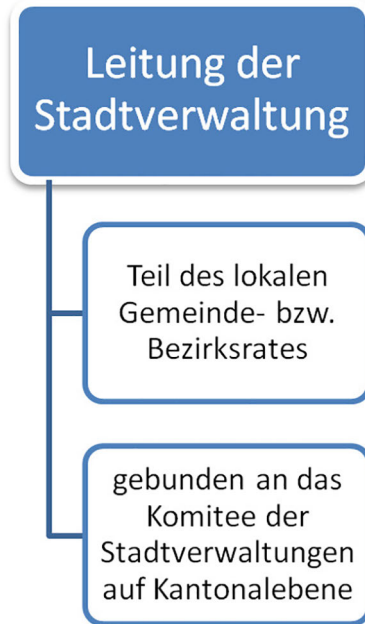 Leitung der
Stadtverwaltung
Teil des lokalen
Gemeinde- bzw.
Bezirksrates
gebunden an das
Komitee der
Stadtverwaltungen
auf Kantonalebene